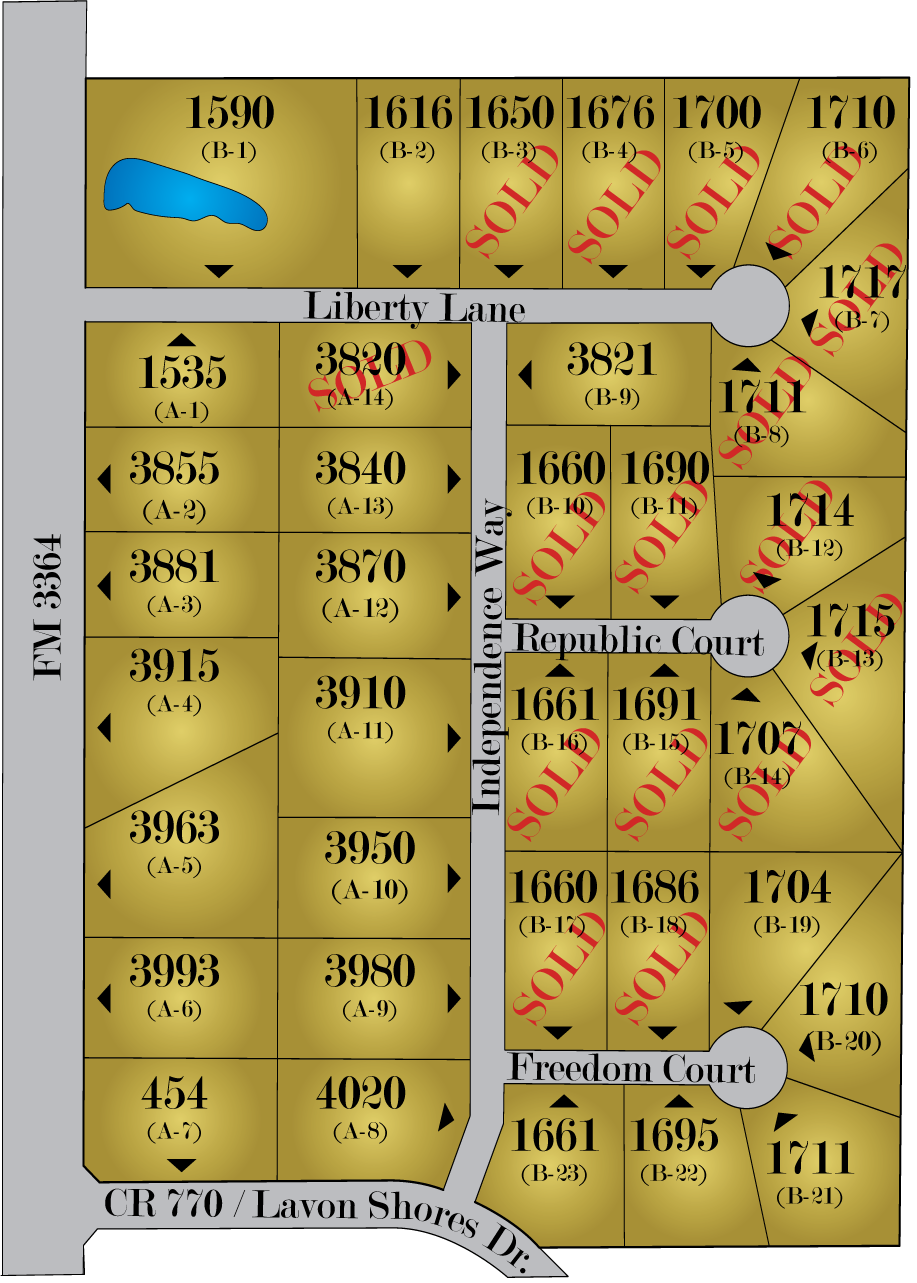 1590
(B-1)
1616
(B-2)
1650
(B-3)
SOLD
1676
(B-4)
SOLD
1700
(B-5)
SOLD
1710
(B-6)
SOLD
1717
(B-7)
SOLD
Liberty Lane
1535
(A-1)
3820
(A-14)
SOLD
3821
(B-9)
1711
(B-8)
SOLD
3855
(A-2)
3840
(A-13)
1660
(B-10)
SOLD
1690
(B-11)
SOLD
1714
(B-12)
SOLD
3881
(A-3)
3870
(A-12)
FM 3364
Independence Way
Republic Court
1715
(B-13)
SOLD
3915
(A-4)
3910
(A-11)
1661
(B-16)
SOLD
1691
(B-15)
SOLD
1707
(B-14)
SOLD
3963
(A-5)
3950
(A-10)
1660
(B-17)
SOLD
1686
(B-18)
SOLD
1704
(B-19)
3993
(A-6)
3980
(A-9)
1710
(B-20)
Freedom Court
454
(A-7)
4020
(A-8)
1661
(B-23)
1695
(B-22)
1711
(B-21)
CR 770 / Lavon Shores Dr.